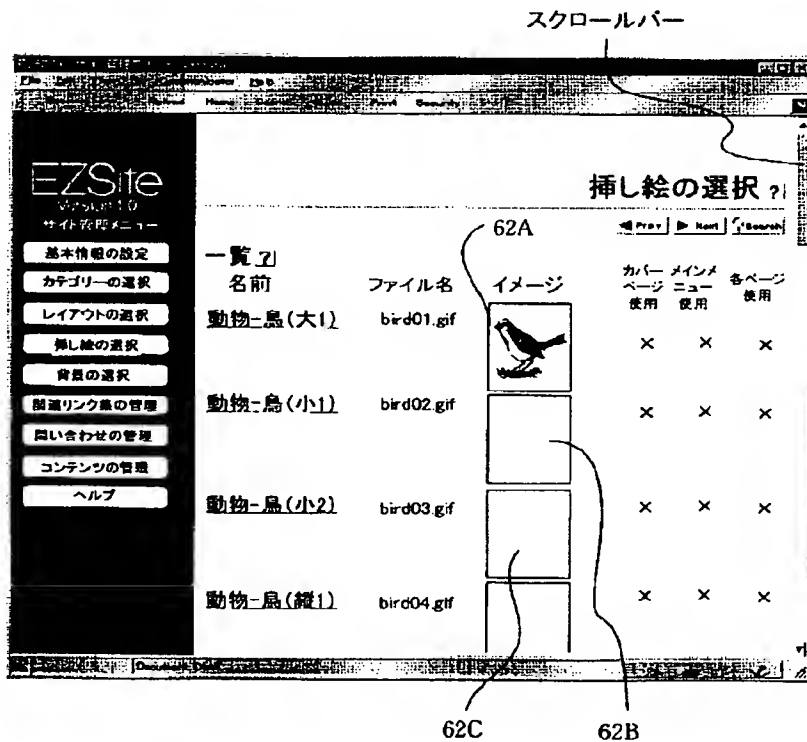 スクロールバー
EZSite
Version 1.0
サイト管理メニュー
基本情報の設定
カテゴリーの選択
レイアウトの選択
挿し絵の選択
背景の選択
関連リンク集の管理
問い合わせの管理
コンテンツの管理
ヘルプ
挿し絵の選択 ?
Prev Next Search
62A
一覧 ?
名前 ファイル名 イメージ カバーページ使用 メインメニュー使用 各ページ使用
動物-鳥(大1) bird01.gif × × ×
動物-鳥(小1) bird02.gif × × ×
動物-鳥(小2) bird03.gif × × ×
動物-鳥(縦1) bird04.gif × × ×
62C 62B